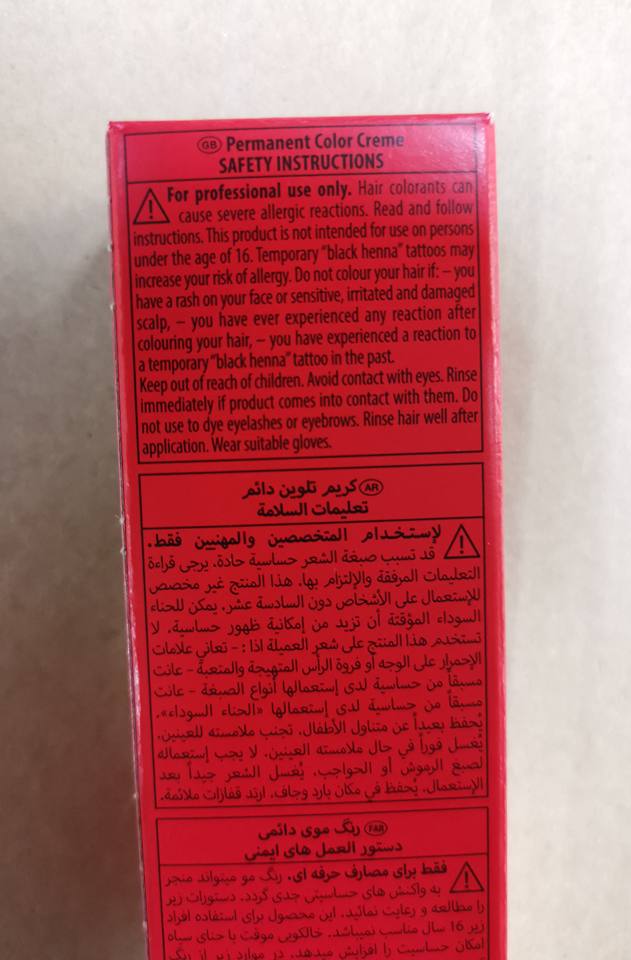 GB Permanent Color Creme
SAFETY INSTRUCTIONS
For professional use only. Hair colorants can
cause severe allergic reactions. Read and follow
instructions. This product is not intended for use on persons
under the age of 16. Temporary "black henna" tattoos may
increase your risk of allergy. Do not colour your hair if: – you
have a rash on your face or sensitive, irritated and damaged
scalp, – you have ever experienced any reaction after
colouring your hair, – you have experienced a reaction to
a temporary "black henna" tattoo in the past.
Keep out of reach of children. Avoid contact with eyes. Rinse
immediately if product comes into contact with them. Do
not use to dye eyelashes or eyebrows. Rinse hair well after
application. Wear suitable gloves.
AR كريم تلوين دائم
تعليمات السلامة
لإستخدام المتخصصين والمهنيين فقط.
قد تسبب صبغة الشعر حساسية حادة. يرجى قراءة
التعليمات المرفقة والإلتزام بها. هذا المنتج غير مخصص
للإستعمال على الأشخاص دون السادسة عشر. يمكن للحناء
السوداء المؤقتة أن تزيد من إمكانية ظهور حساسية. لا
تستخدم هذا المنتج على شعر العميلة اذا : - تعاني علامات
الإحمرار على الوجه أو فروة الرأس المتهيجة والمتعبة - عانت
مسبقاً من حساسية لدى إستعمالها أنواع الصبغة - عانت
مسبقاً من حساسية لدى إستعمالها «الحناء السوداء».
يُحفظ بعيداً عن متناول الأطفال. تجنب ملامسته للعينين.
يُغسل فوراً في حال ملامسته العينين. لا يجب إستعماله
لصبغ الرموش أو الحواجب. يُغسل الشعر جيداً بعد
الإستعمال. يُحفظ في مكان بارد وجاف. ارتد قفازات ملائمة.
FAR رنگ موی دائمی
دستور العمل های ایمنی
فقط برای مصارف حرفه ای. رنگ مو میتواند منجر
به واکنش های حساسیتی جدی گردد. دستورات زیر
را مطالعه و رعایت نمائید. این محصول برای استفاده افراد
زیر 16 سال مناسب نمیباشد. خالکوبی موقت با حنای سیاه
امکان حساسیت را افزایش میدهد. در موارد زیر از رنگ